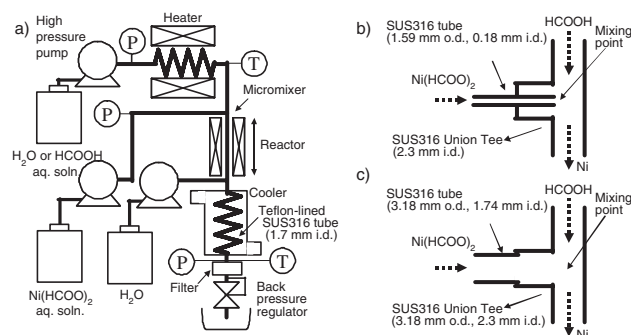 a)
High
pressure
pump
P
Heater
T
Micromixer
P
H2O or HCOOH
aq. soln.
Reactor
Cooler
Teflon-lined
SUS316 tube
(1.7 mm i.d.)
P
T
Ni(HCOO)2
aq. soln.
H2O
Filter
Back
pressure
regulator
b)
SUS316 tube
(1.59 mm o.d., 0.18 mm i.d.)
HCOOH
Mixing
point
Ni(HCOO)2
SUS316 Union Tee
(2.3 mm i.d.)
Ni
c)
SUS316 tube
(3.18 mm o.d., 1.74 mm i.d.)
HCOOH
Mixing
point
Ni(HCOO)2
SUS316 Union Tee
(3.18 mm o.d., 2.3 mm i.d.)
Ni